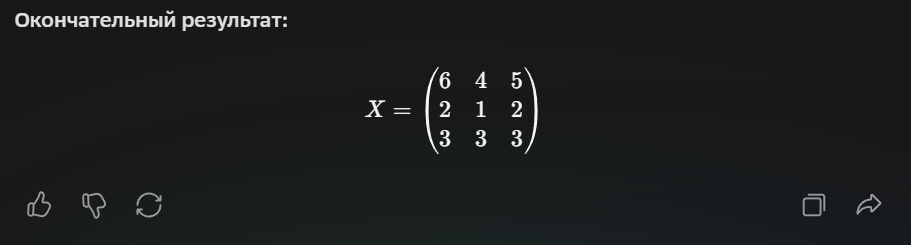 Окончательный результат:
6 4 5
X = 2 1 2
3 3 3